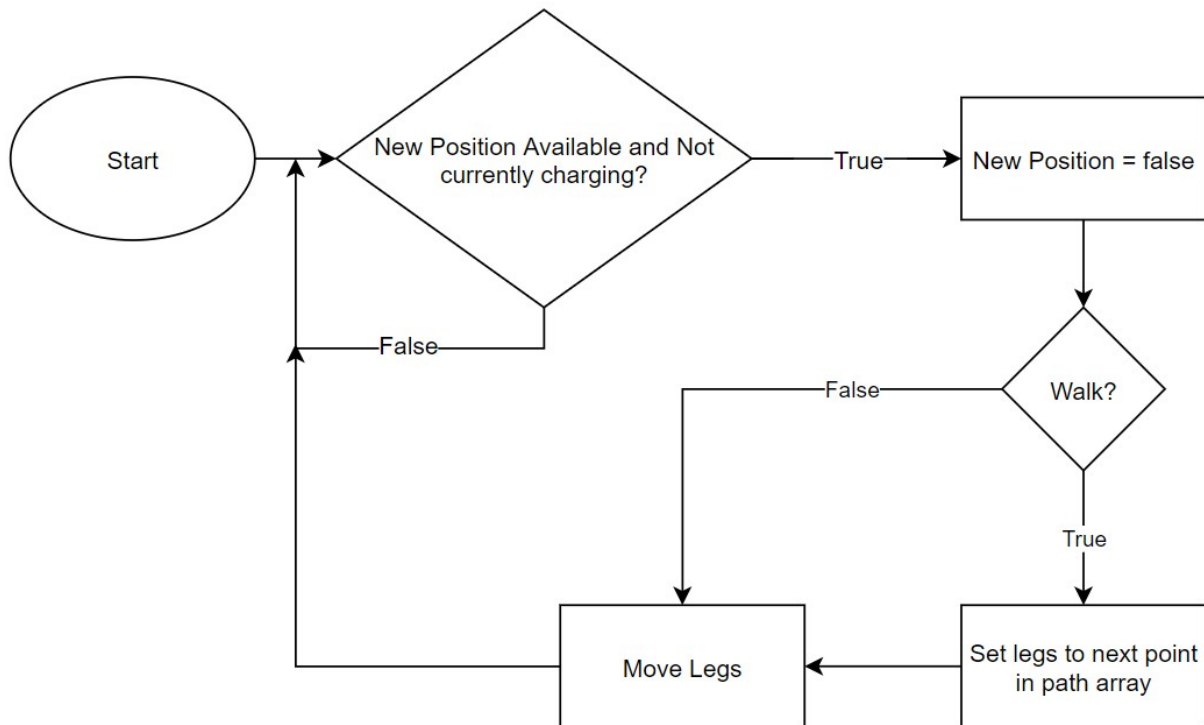 Start
New Position Available and Not
currently charging?
True
New Position = false
False
False
Walk?
True
Move Legs
Set legs to next point
in path array